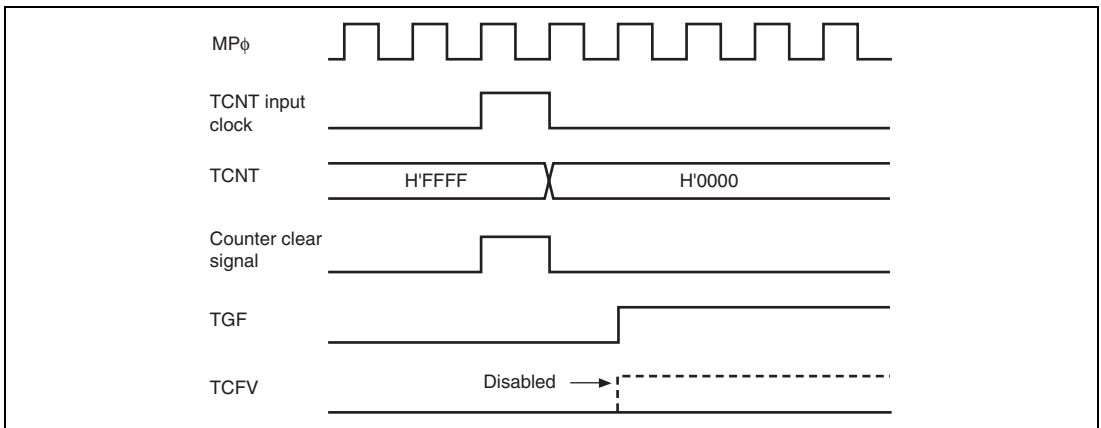 MPφ
TCNT input
clock
TCNT
H'FFFF
H'0000
Counter clear
signal
TGF
TCFV
Disabled